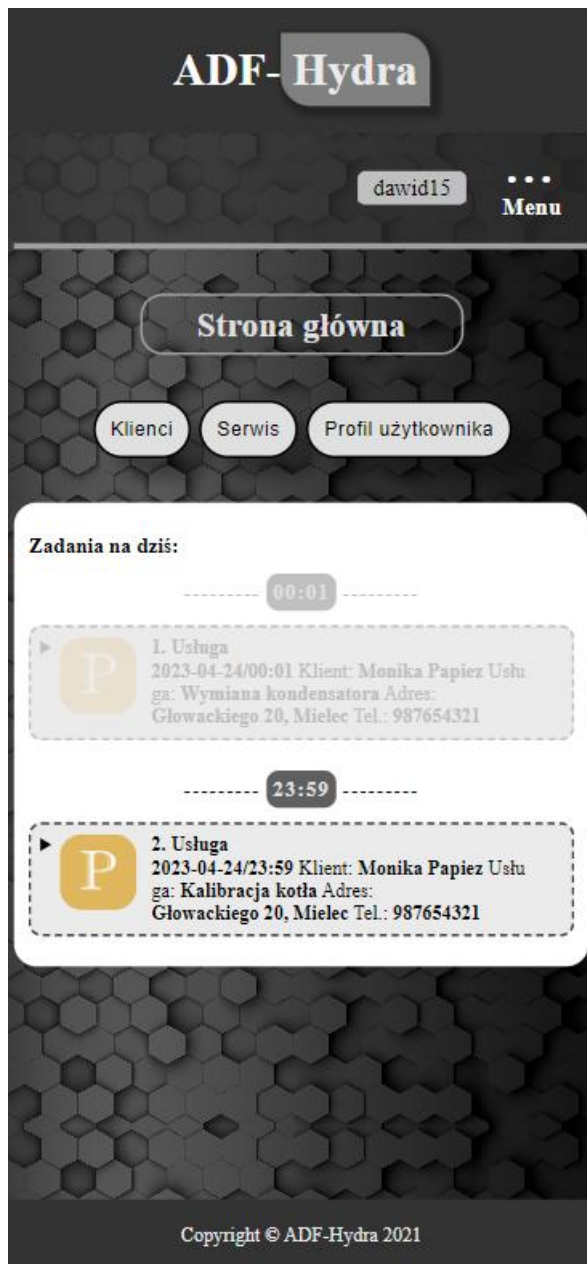 ADF- Hydra
dawid15
...
Menu
Strona główna
Klienci Serwis Profil użytkownika
Zadania na dziś:
--------- 00:01 ---------
P
1. Usługa
2023-04-24/00:01 Klient: Monika Papiez Usłu
ga: Wymiana kondensatora Adres:
Głowackiego 20, Mielec Tel.: 987654321
--------- 23:59 ---------
P
2. Usługa
2023-04-24/23:59 Klient: Monika Papiez Usłu
ga: Kalibracja kotła Adres:
Głowackiego 20, Mielec Tel.: 987654321
Copyright © ADF-Hydra 2021